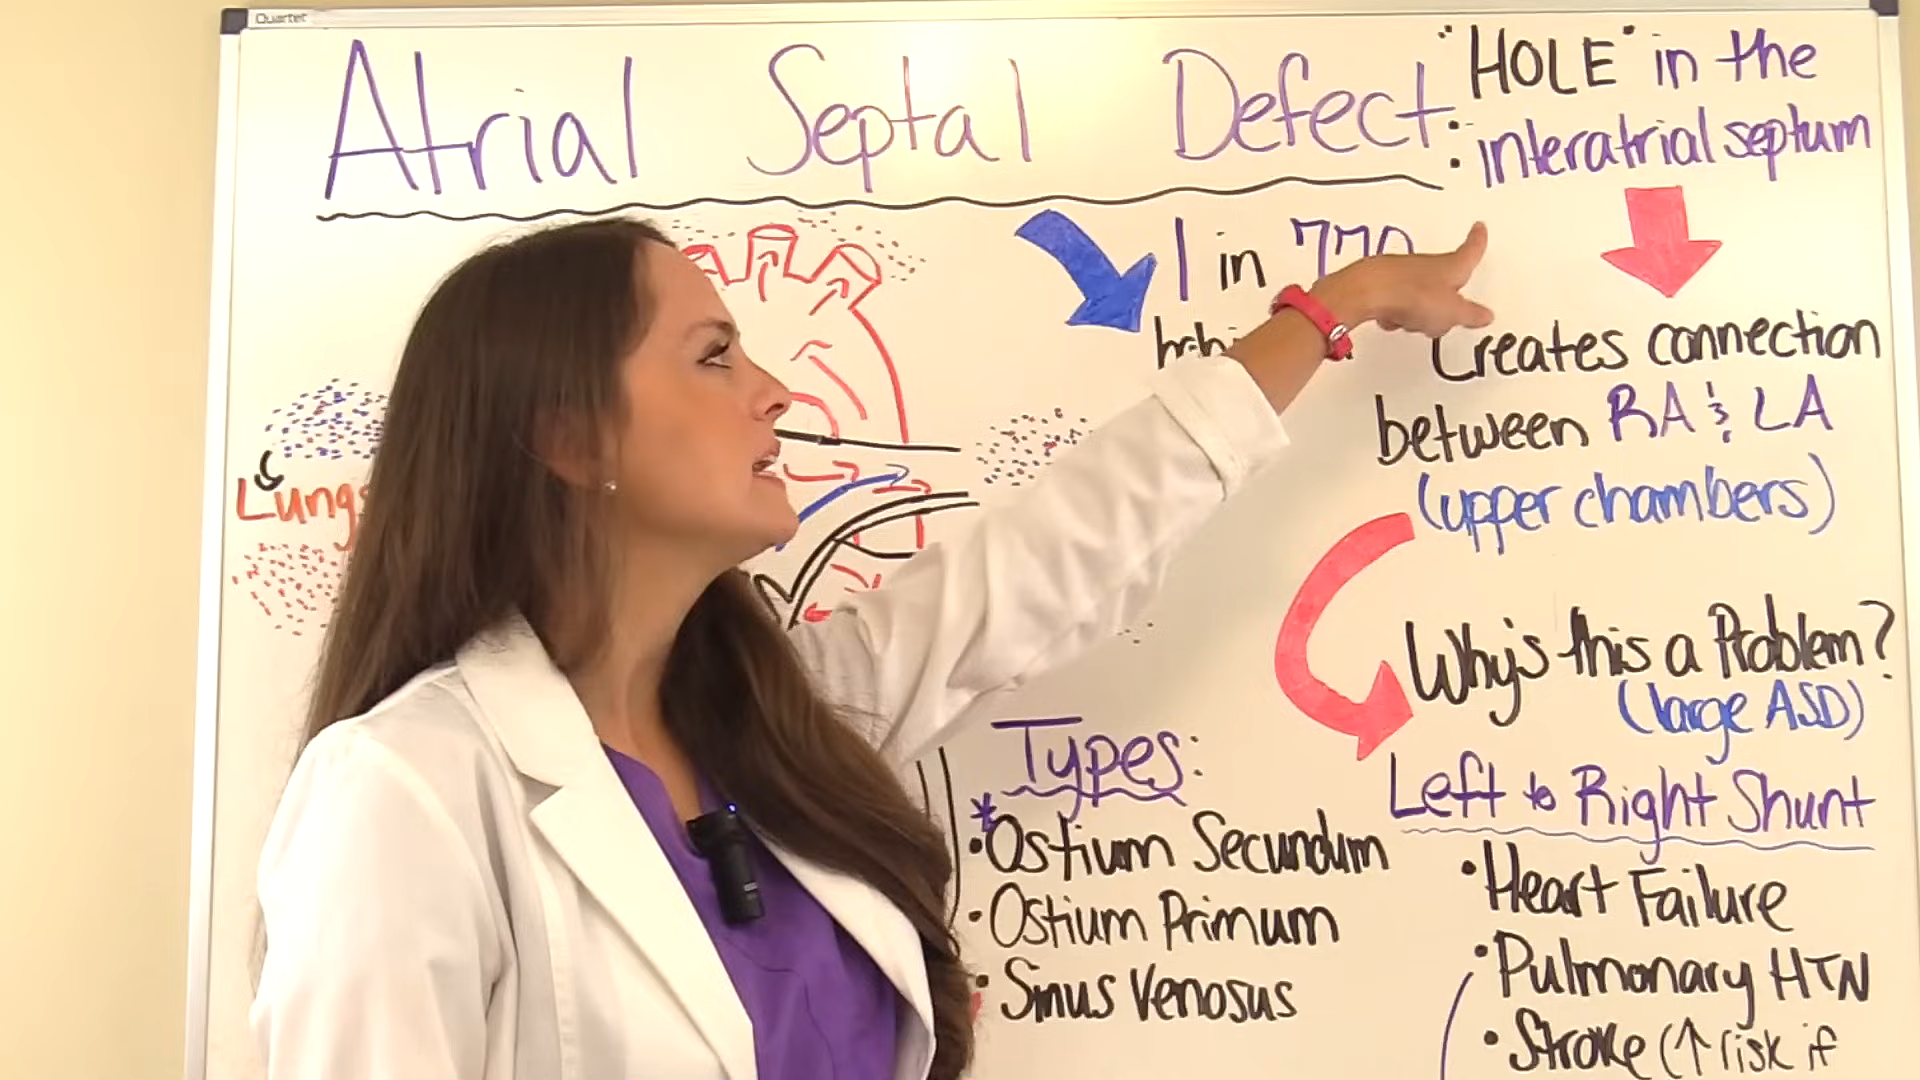 Quartet
Atrial Septal Defect:
"HOLE" in the
interatrial septum
1 in 770
Creates connection
between RA & LA
(upper chambers)
Lungs
Why's this a Problem?
(large ASD)
Left to Right Shunt
• Heart Failure
• Pulmonary HTN
• Stroke (↑ risk if
Types:
*
• Ostium Secundum
• Ostium Primum
• Sinus Venosus